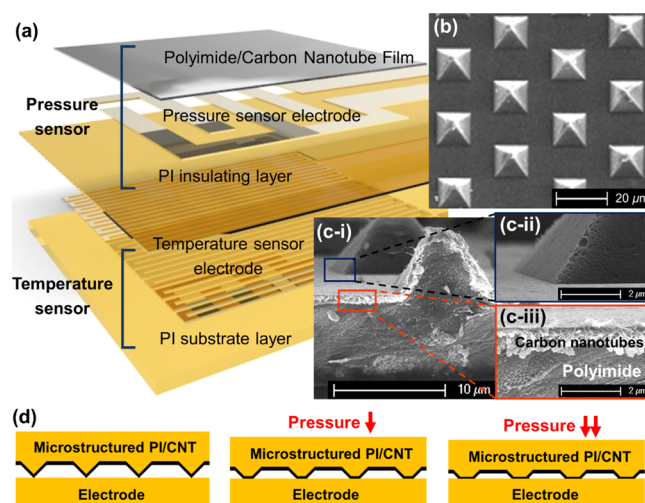 (a)
Polyimide/Carbon Nanotube Film
Pressure
sensor
Pressure sensor electrode
PI insulating layer
Temperature sensor
electrode
Temperature
sensor
PI substrate layer
(b)
20 µm
(c-i)
10 µm
(c-ii)
2 µm
(c-iii)
Carbon nanotubes
Polyimide
2 µm
(d)
Pressure
Pressure
Microstructured PI/CNT
Microstructured PI/CNT
Microstructured PI/CNT
Electrode
Electrode
Electrode